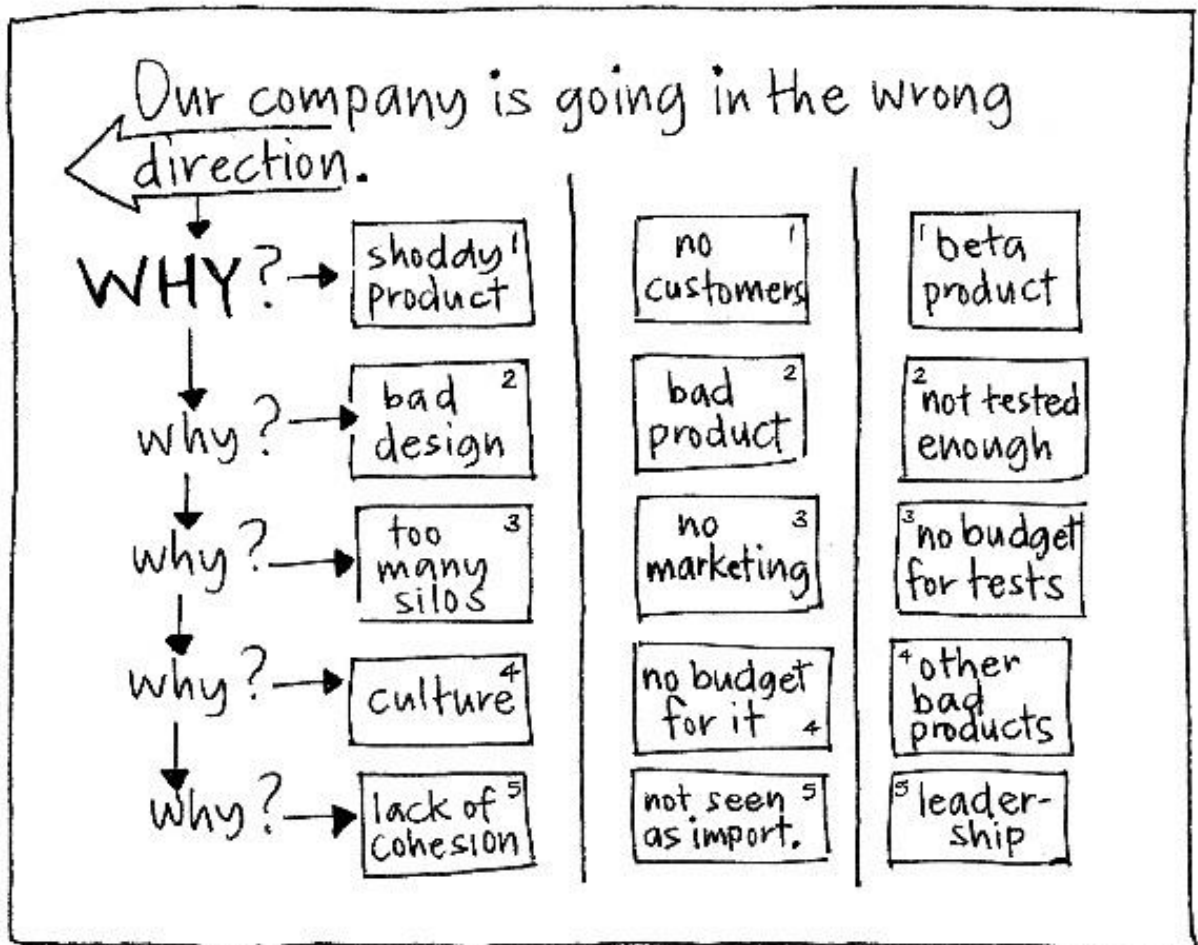 Our company is going in the wrong
direction.
WHY?
shoddy 1
product
no 1
customers
1 beta
product
why?
bad 2
design
bad 2
product
2 not tested
enough
why?
too 3
many
silos
no 3
marketing
3 no budget
for tests
why?
culture 4
no budget
for it 4
4 other
bad
products
why?
lack of 5
cohesion
not seen 5
as import.
5 leader-
ship